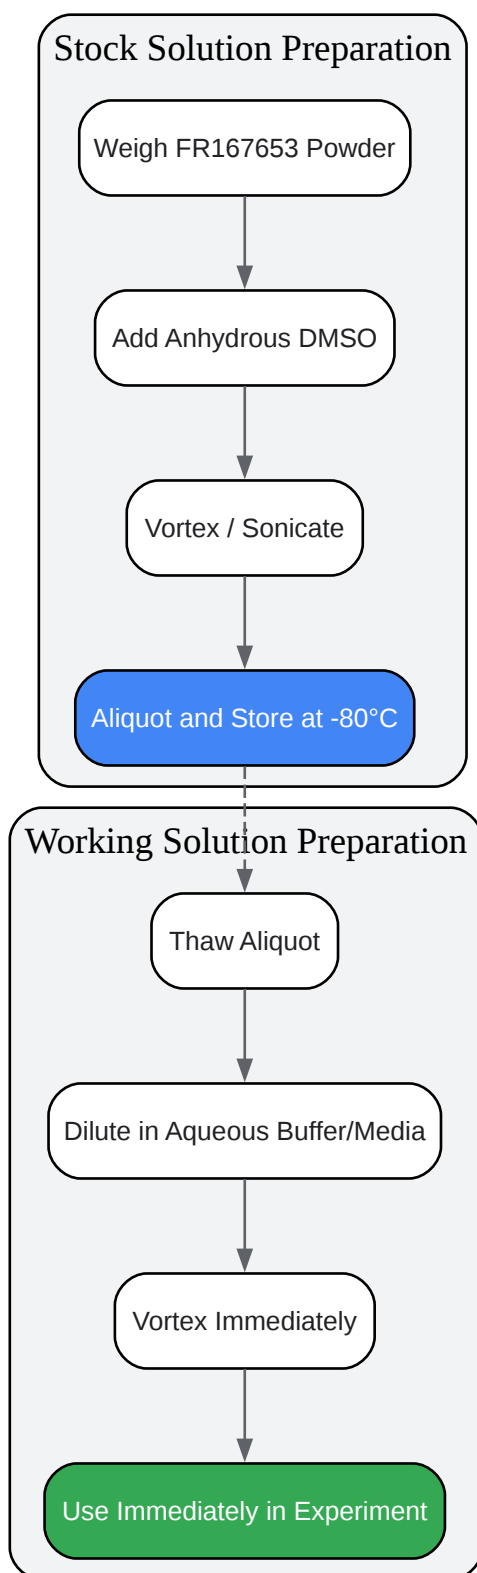 Stock Solution Preparation
Weigh FR167653 Powder
Add Anhydrous DMSO
Vortex / Sonicate
Aliquot and Store at -80°C
Working Solution Preparation
Thaw Aliquot
Dilute in Aqueous Buffer/Media
Vortex Immediately
Use Immediately in Experiment